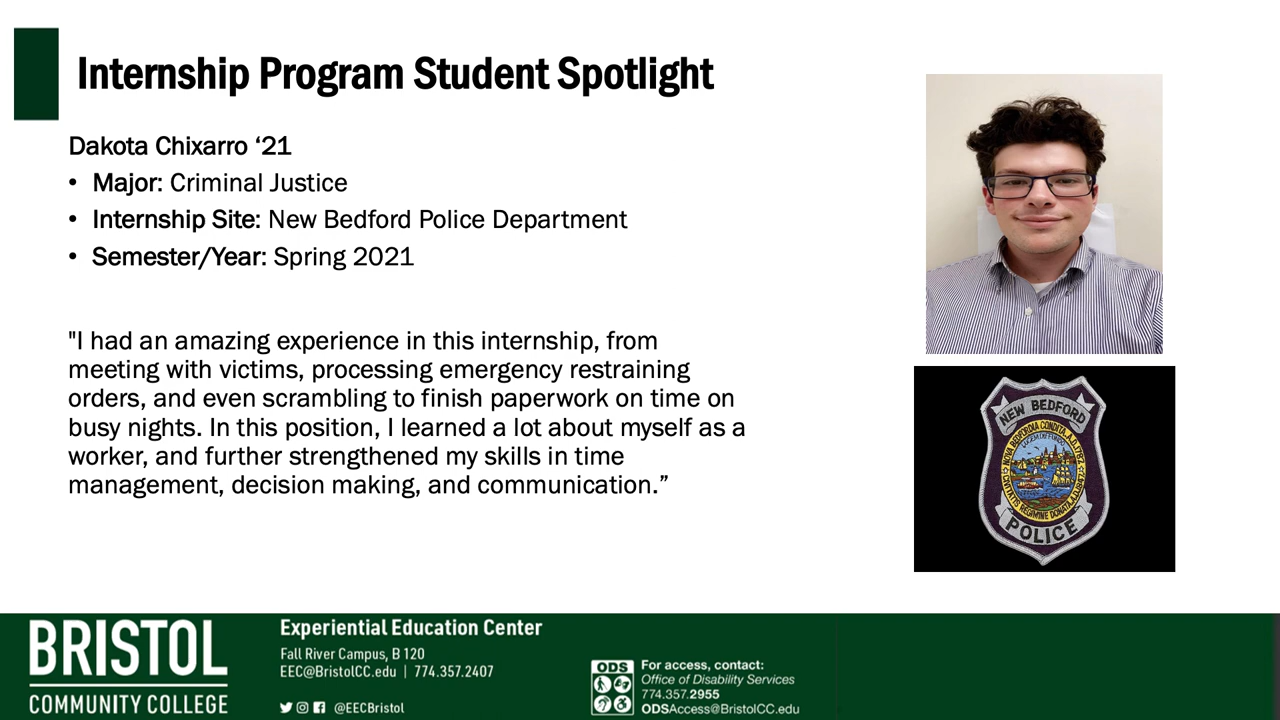 Internship Program Student Spotlight
Dakota Chixarro ‘21
• Major: Criminal Justice
• Internship Site: New Bedford Police Department
• Semester/Year: Spring 2021
"I had an amazing experience in this internship, from
meeting with victims, processing emergency restraining
orders, and even scrambling to finish paperwork on time on
busy nights. In this position, I learned a lot about myself as a
worker, and further strengthened my skills in time
management, decision making, and communication.”
NEW BEDFORD
POLICE
BRISTOL
COMMUNITY COLLEGE
Experiential Education Center
Fall River Campus, B 120
EEC@BristolCC.edu | 774.357.2407
@EECBristol
ODS
For access, contact:
Office of Disability Services
774.357.2955
ODSAccess@BristolCC.edu